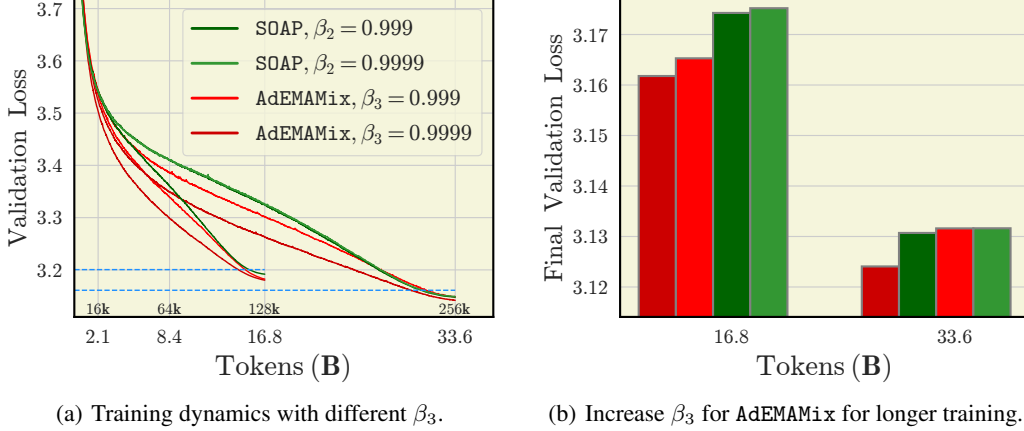 3.7
3.6
3.5
3.4
3.3
3.2
Validation Loss
SOAP, β₂ = 0.999
SOAP, β₂ = 0.9999
AdEMAMix, β₃ = 0.999
AdEMAMix, β₃ = 0.9999
16k 64k 128k 256k
2.1 8.4 16.8 33.6
Tokens (B)
(a) Training dynamics with different β₃.
3.17
3.16
3.15
3.14
3.13
3.12
Final Validation Loss
16.8 33.6
Tokens (B)
(b) Increase β₃ for AdEMAMix for longer training.